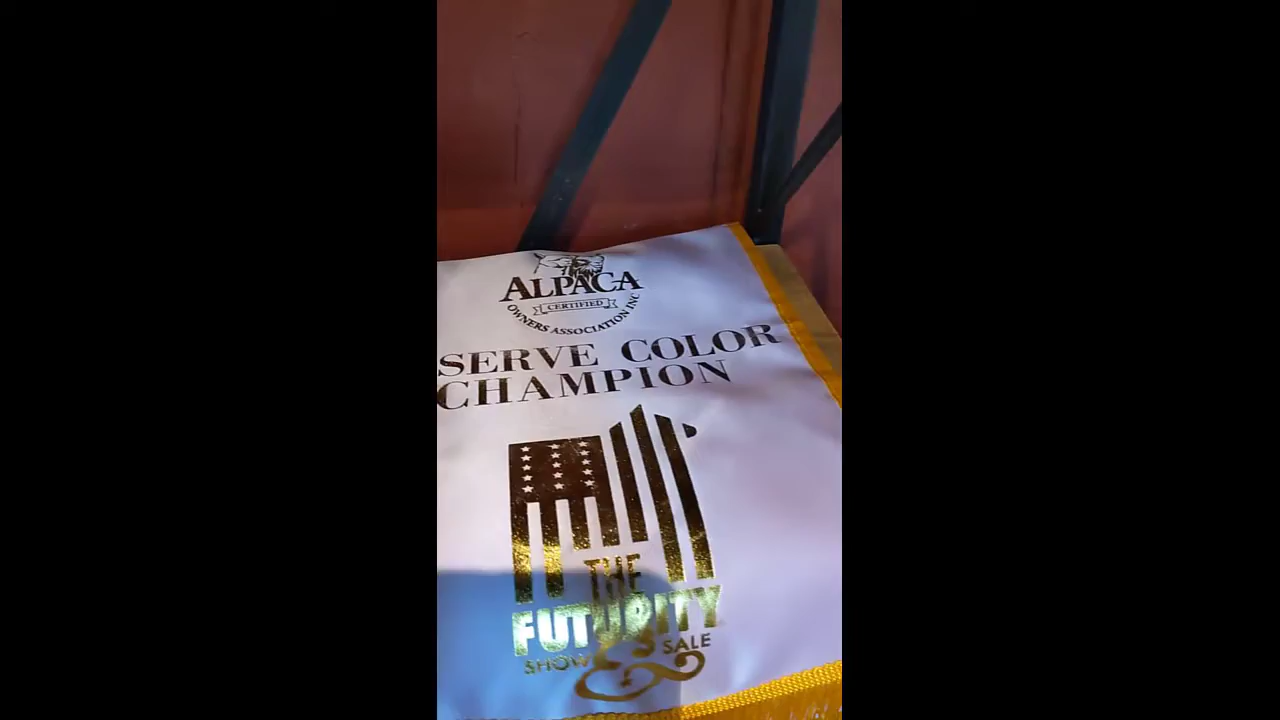 ALPACA
CERTIFIED
OWNERS ASSOCIATION INC
SERVE COLOR
CHAMPION
THE
FUTURITY
SHOW & SALE